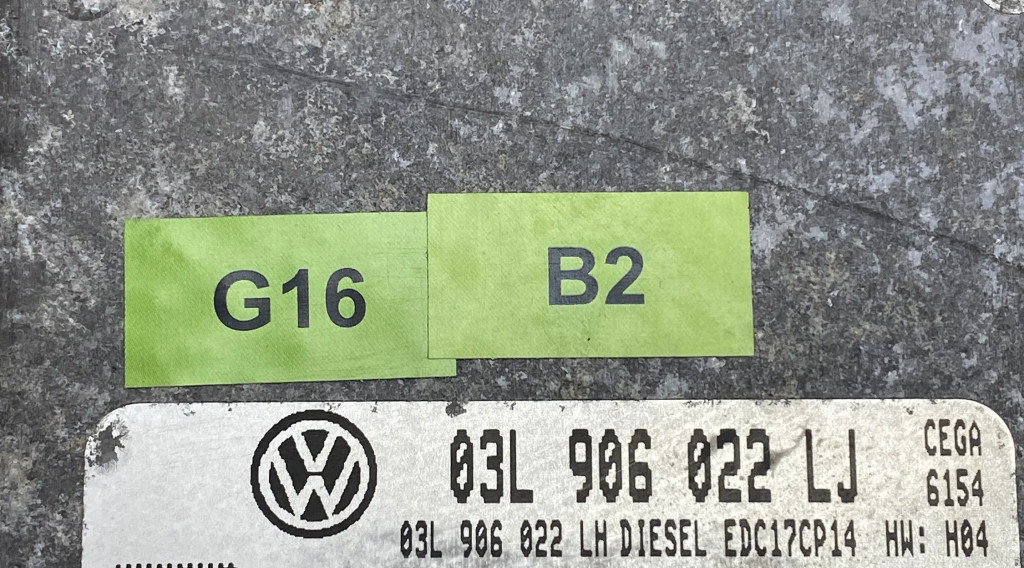 G16 B2
03L 906 022 LJ
CEGA
6154
03L 906 022 LH DIESEL EDC17CP14 HW: H04